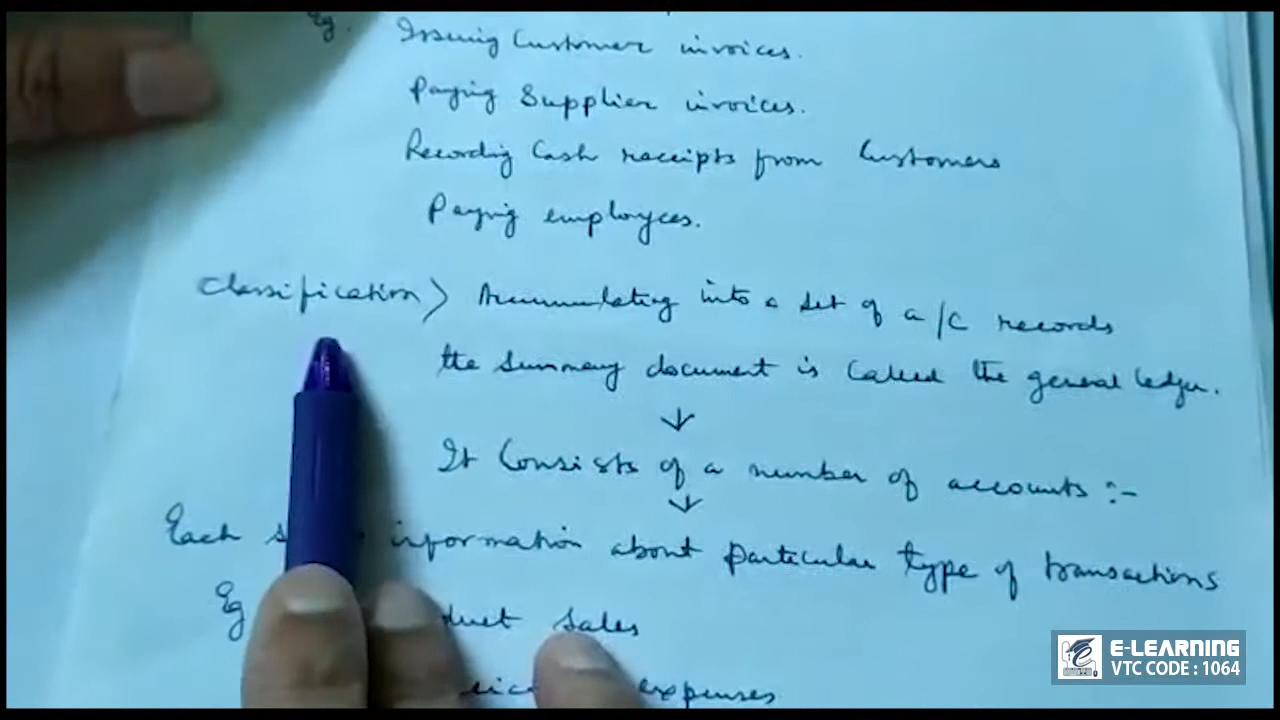 Eg. Issuing Customer invoices.
Paying Supplier invoices.
Recording Cash receipts from Customers
Paying employees.
Classification > Accumulating into a set of a/c records
the summary document is called the general ledger.
↓
It Consists of a number of accounts :-
↓
Each information about particular type of transactions
Eg Sales
expenses
E-LEARNING
VTC CODE : 1064